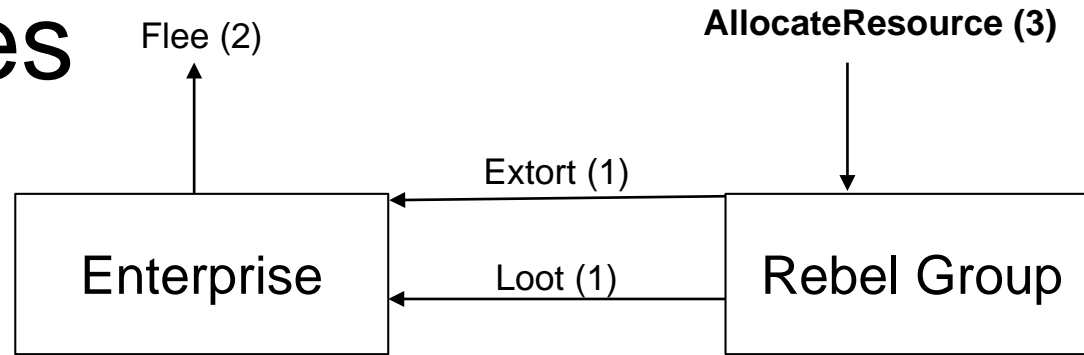 es
Flee (2)
AllocateResource (3)
Extort (1)
Enterprise
Loot (1)
Rebel Group